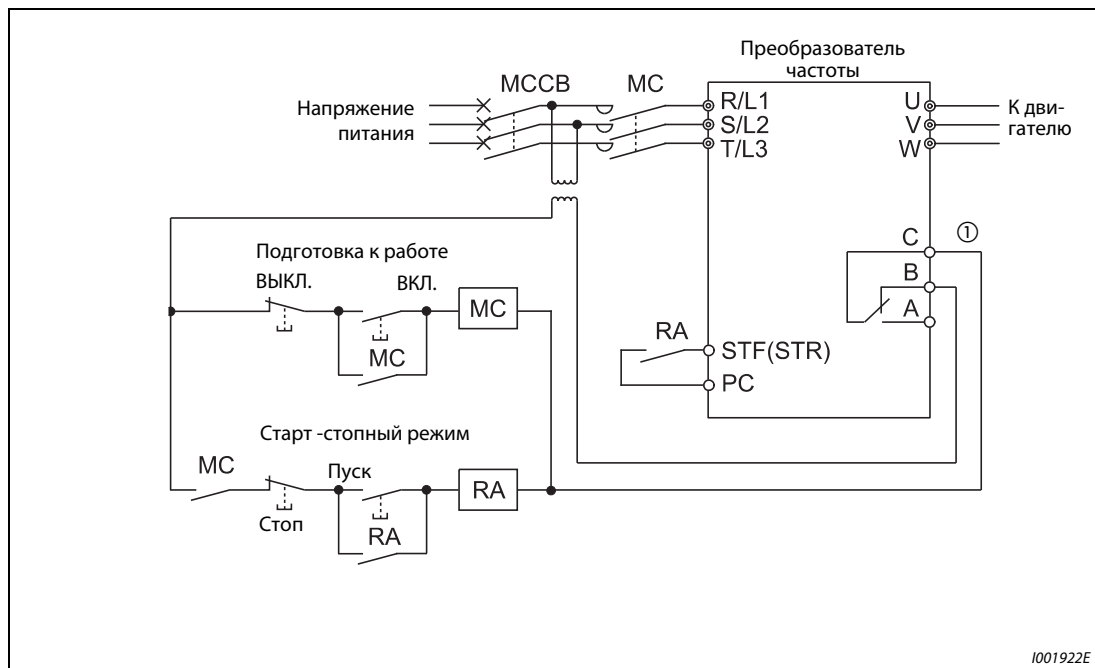 Преобразователь
частоты
MCCB
MC
Напряжение
питания
R/L1
S/L2
T/L3
U
V
W
К дви-
гателю
C
①
B
A
Подготовка к работе
ВЫКЛ.
ВКЛ.
MC
MC
RA
STF(STR)
PC
Старт -стопный режим
MC
Пуск
RA
Стоп
RA
I001922E